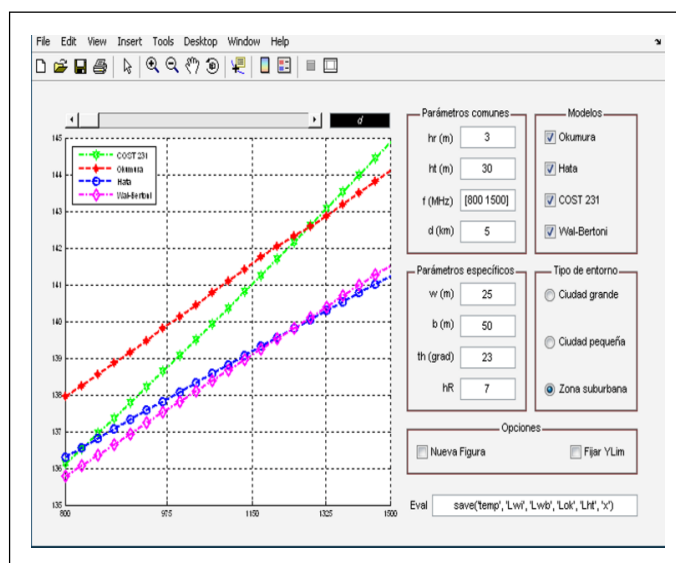 File Edit View Insert Tools Desktop Window Help
d
145
144
143
142
141
140
139
138
137
136
135
800 975 1150 1325 1500
COST 231
Okumura
Hata
Wal-Bertoni
Parámetros comunes
hr (m) 3
ht (m) 30
f (MHz) [800 1500]
d (km) 5
Modelos
Okumura
Hata
COST 231
Wal-Bertoni
Parámetros específicos
w (m) 25
b (m) 50
th (grad) 23
hR 7
Tipo de entorno
Ciudad grande
Ciudad pequeña
Zona suburbana
Opciones
Nueva Figura Fijar YLim
Eval save('temp', 'Lwi', 'Lwb', 'Lok', 'Lht', 'x')